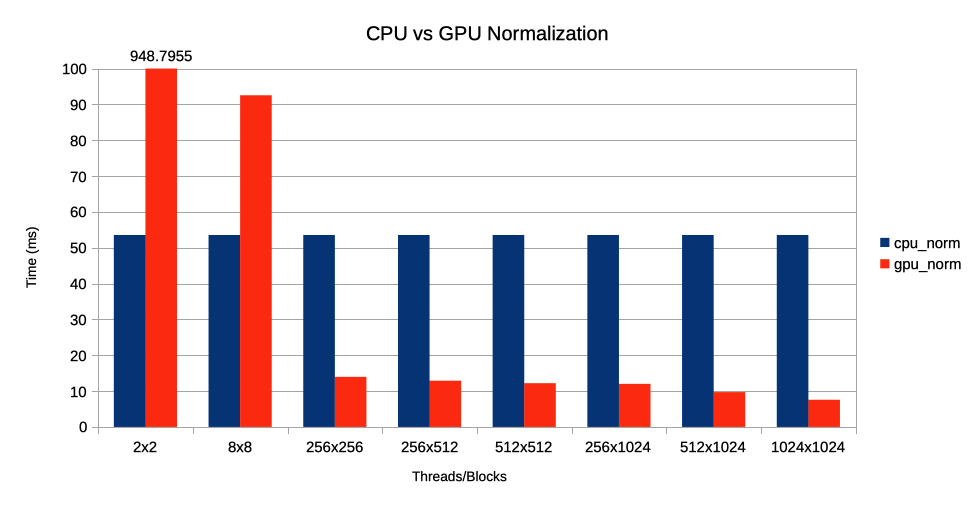 CPU vs GPU Normalization
948.7955
100
90
80
70
60
50
40
30
20
10
0
Time (ms)
cpu_norm
gpu_norm
2x2 8x8 256x256 256x512 512x512 256x1024 512x1024 1024x1024
Threads/Blocks